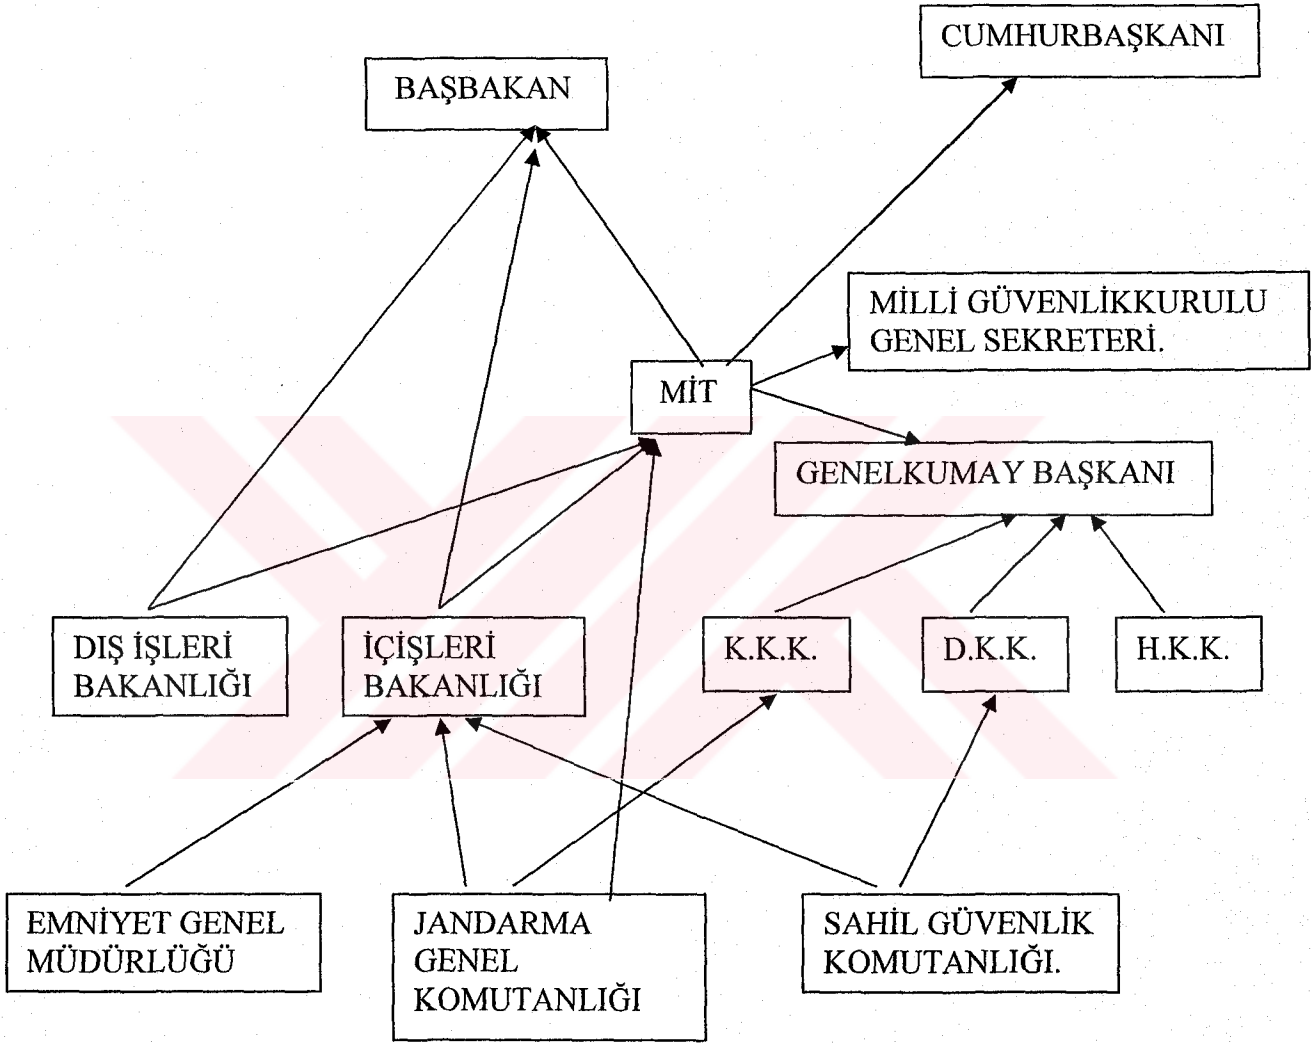 CUMHURBAŞKANI
BAŞBAKAN
MİLLİ GÜVENLİKKURULU
GENEL SEKRETERİ.
MİT
GENELKUMAY BAŞKANI
DIŞ İŞLERİ
BAKANLIĞI
İÇİŞLERİ
BAKANLIĞI
K.K.K.
D.K.K.
H.K.K.
EMNİYET GENEL
MÜDÜRLÜĞÜ
JANDARMA
GENEL
KOMUTANLIĞI
SAHİL GÜVENLİK
KOMUTANLIĞI.